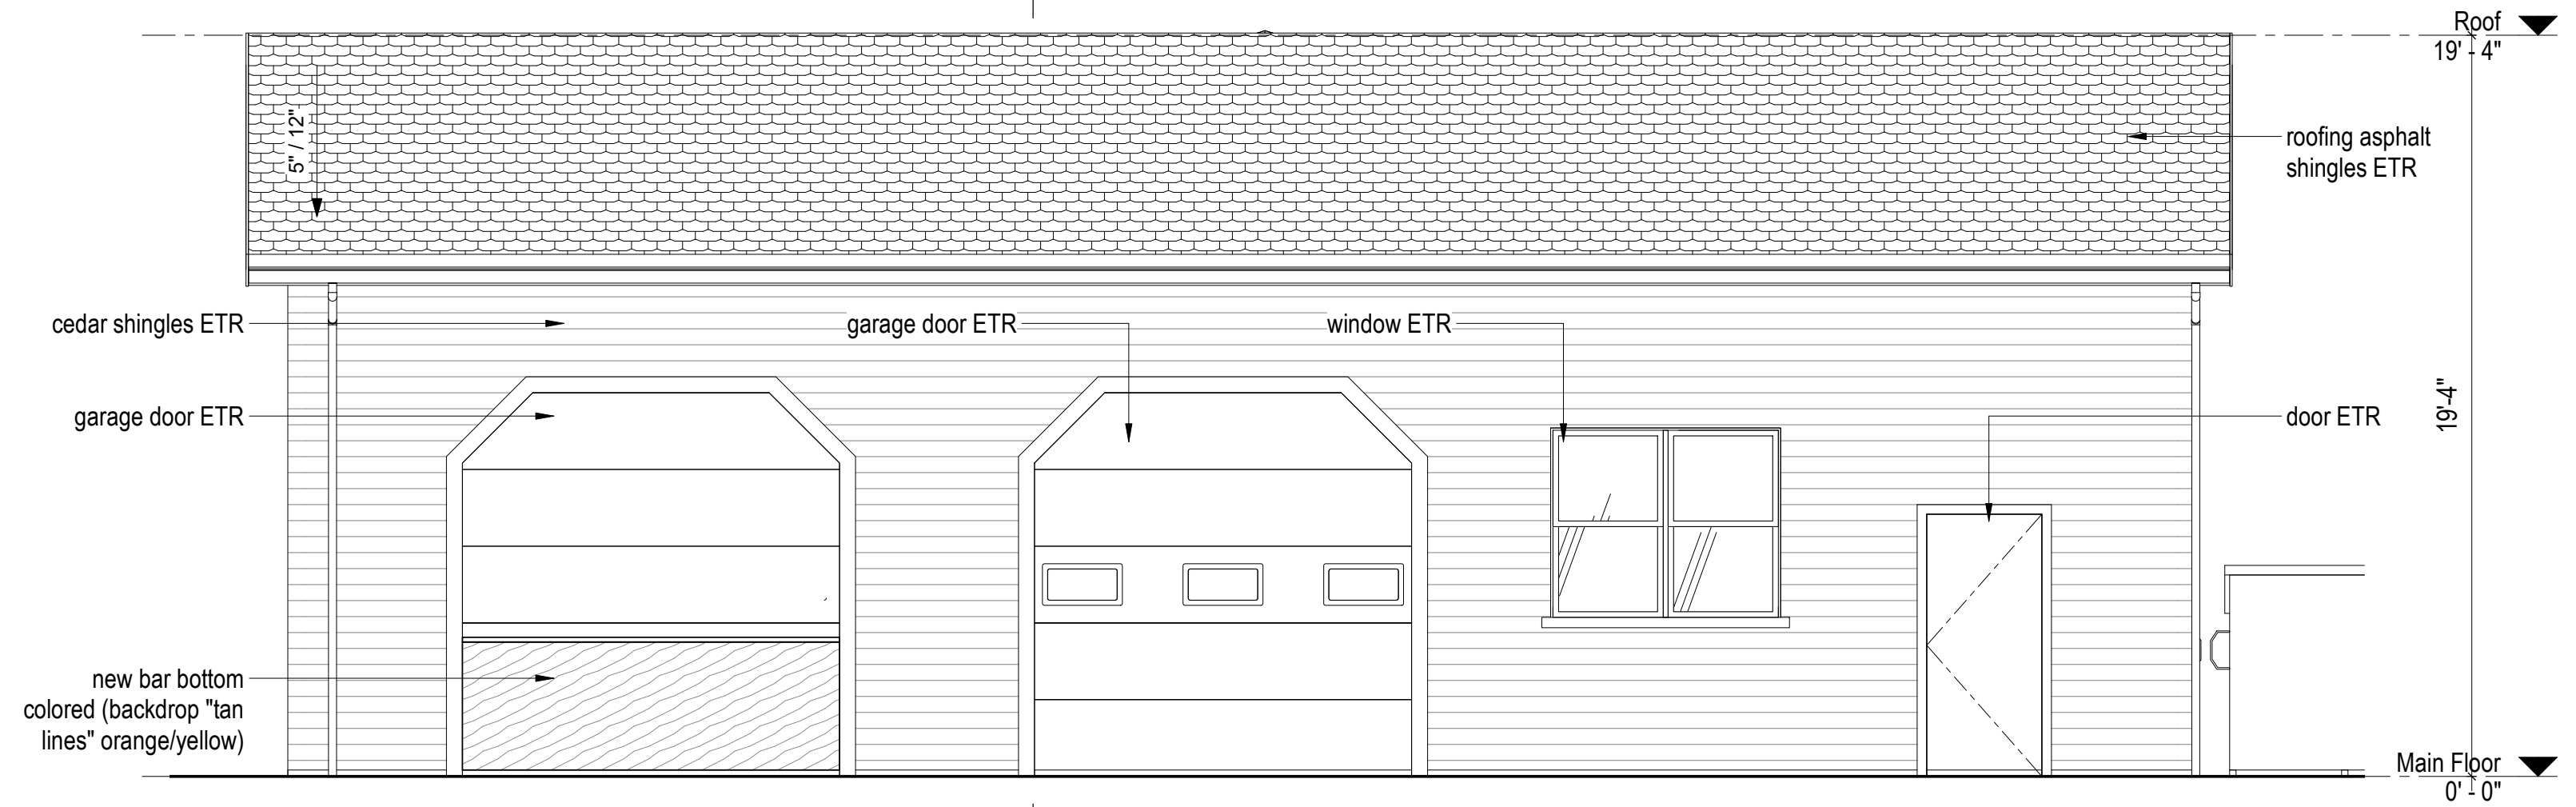 Roof
19' - 4"
5" / 12"
roofing asphalt
shingles ETR
cedar shingles ETR
garage door ETR
window ETR
garage door ETR
door ETR
19'-4"
new bar bottom
colored (backdrop "tan
lines" orange/yellow)
Main Floor
0' - 0"